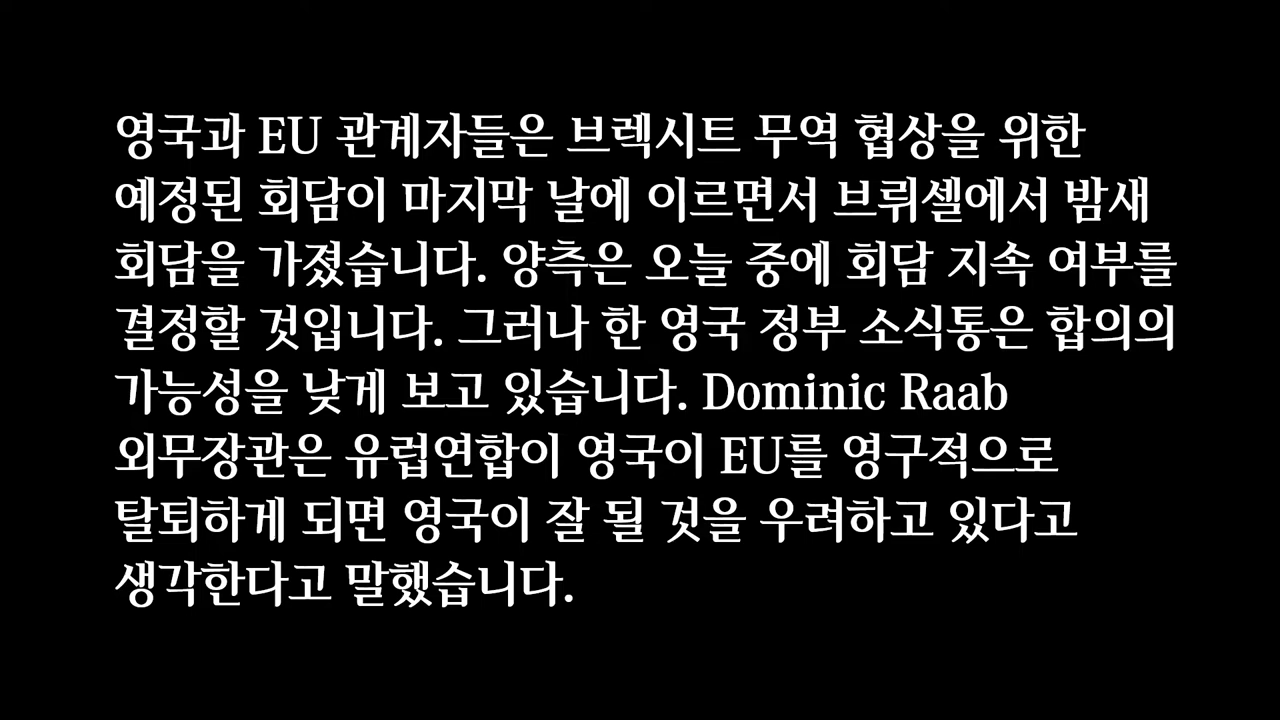 영국과 EU 관계자들은 브렉시트 무역 협상을 위한
예정된 회담이 마지막 날에 이르면서 브뤼셀에서 밤새
회담을 가졌습니다. 양측은 오늘 중에 회담 지속 여부를
결정할 것입니다. 그러나 한 영국 정부 소식통은 합의의
가능성을 낮게 보고 있습니다. Dominic Raab
외무장관은 유럽연합이 영국이 EU를 영구적으로
탈퇴하게 되면 영국이 잘 될 것을 우려하고 있다고
생각한다고 말했습니다.